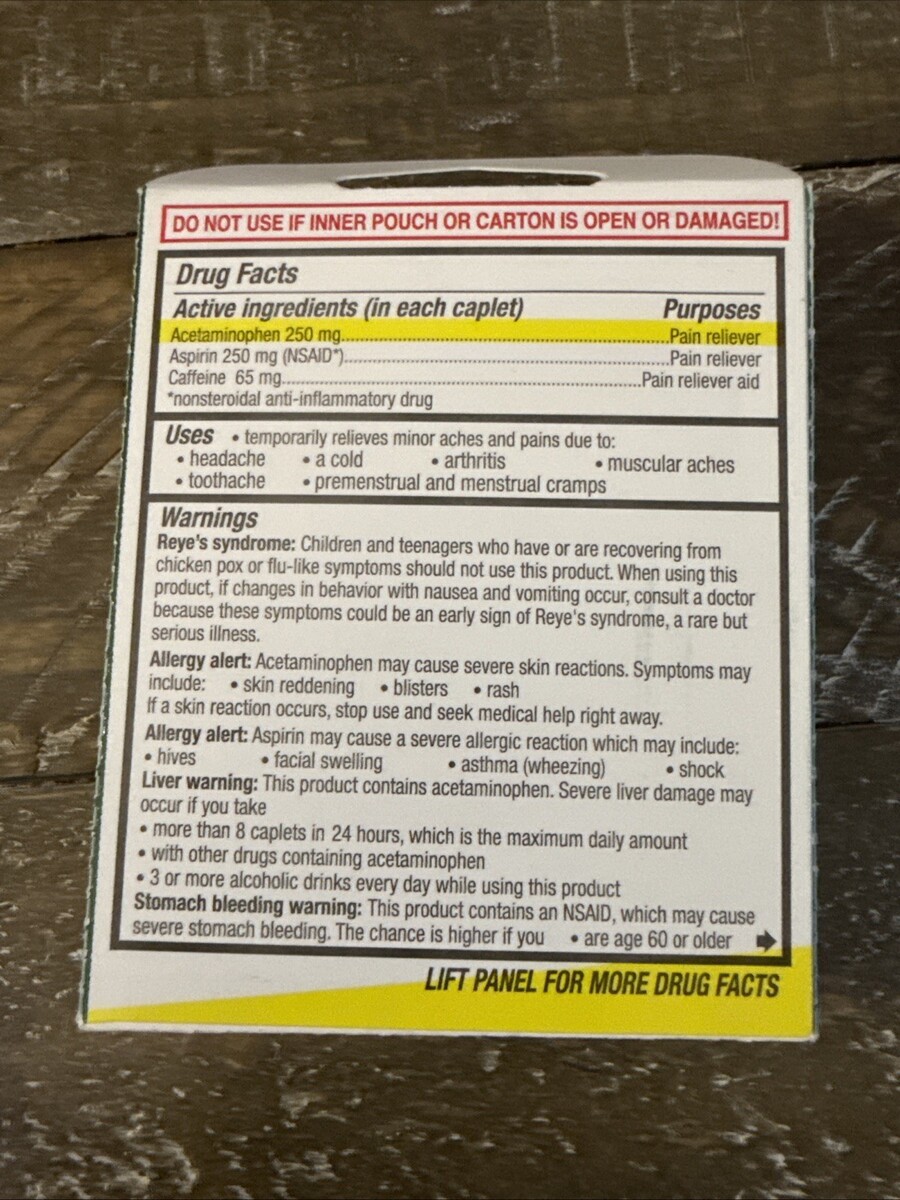 DO NOT USE IF INNER POUCH OR CARTON IS OPEN OR DAMAGED!
Drug Facts
Active ingredients (in each caplet) Purposes
Acetaminophen 250 mg..........Pain reliever
Aspirin 250 mg (NSAID*)..........Pain reliever
Caffeine 65 mg..........Pain reliever aid
*nonsteroidal anti-inflammatory drug
Uses • temporarily relieves minor aches and pains due to:
• headache • a cold • arthritis • muscular aches
• toothache • premenstrual and menstrual cramps
Warnings
Reye's syndrome: Children and teenagers who have or are recovering from
chicken pox or flu-like symptoms should not use this product. When using this
product, if changes in behavior with nausea and vomiting occur, consult a doctor
because these symptoms could be an early sign of Reye's syndrome, a rare but
serious illness.
Allergy alert: Acetaminophen may cause severe skin reactions. Symptoms may
include: • skin reddening • blisters • rash
If a skin reaction occurs, stop use and seek medical help right away.
Allergy alert: Aspirin may cause a severe allergic reaction which may include:
• hives • facial swelling • asthma (wheezing) • shock
Liver warning: This product contains acetaminophen. Severe liver damage may
occur if you take
• more than 8 caplets in 24 hours, which is the maximum daily amount
• with other drugs containing acetaminophen
• 3 or more alcoholic drinks every day while using this product
Stomach bleeding warning: This product contains an NSAID, which may cause
severe stomach bleeding. The chance is higher if you • are age 60 or older
LIFT PANEL FOR MORE DRUG FACTS